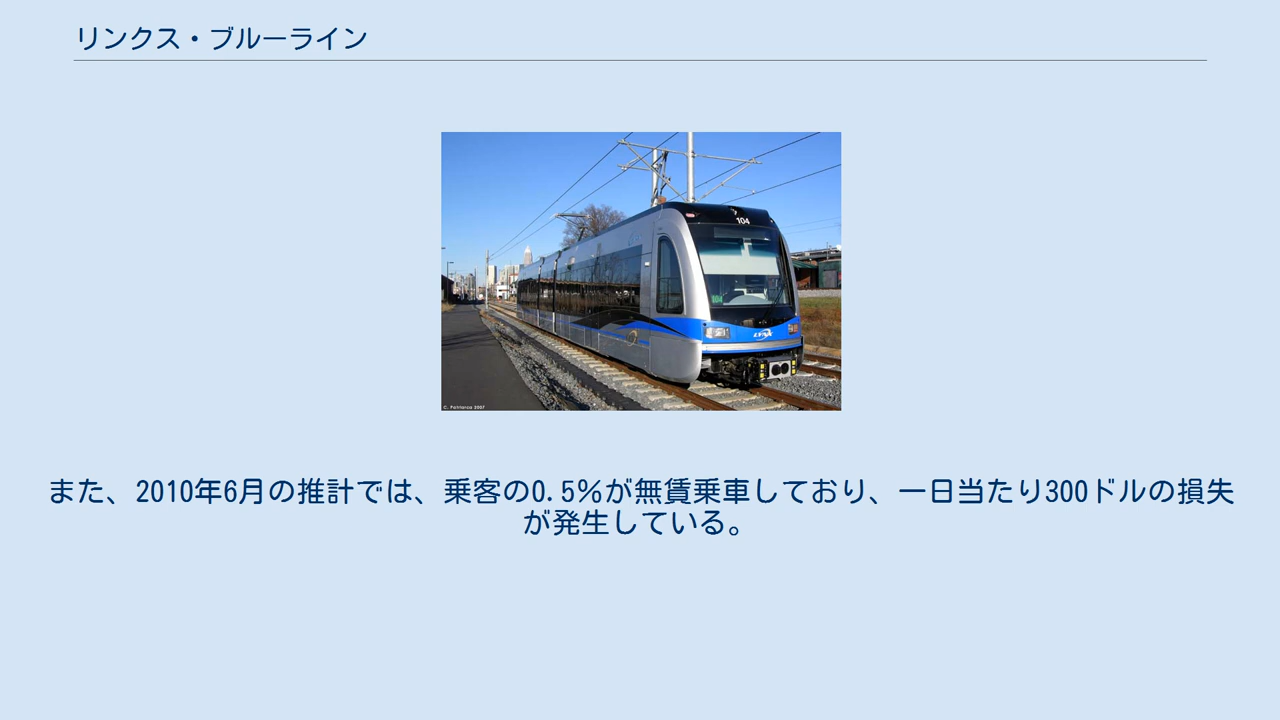 リンクス・ブルーライン
104
104
LYNX
C. Patriarca 2007
また、2010年6月の推計では、乗客の0.5%が無賃乗車しており、一日当たり300ドルの損失
が発生している。